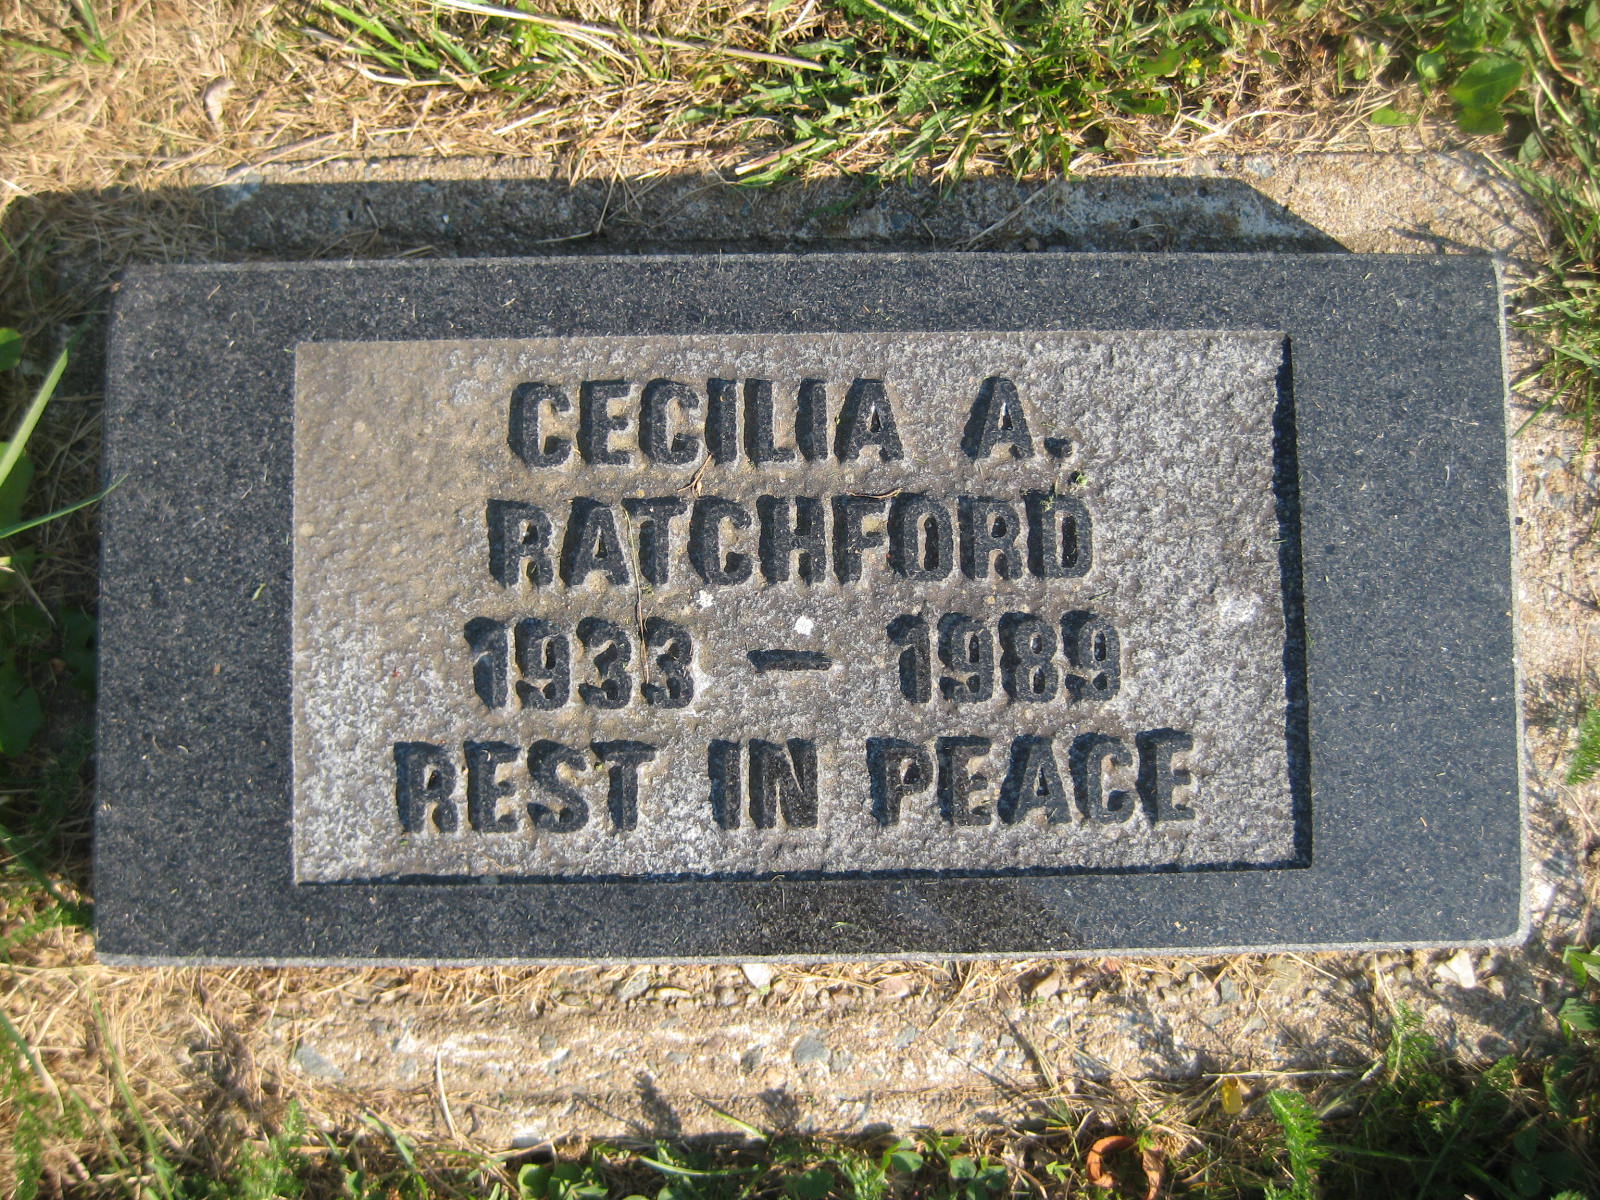 CECILIA A.
RATCHFORD
1933 - 1989
REST IN PEACE